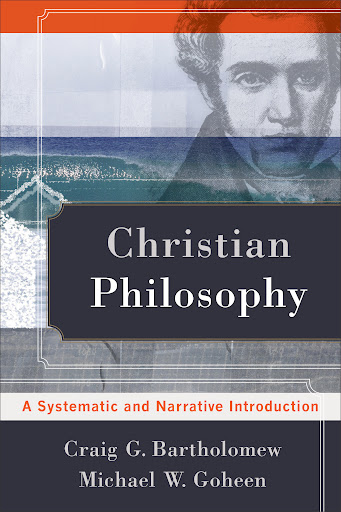 Christian
Philosophy
A Systematic and Narrative Introduction
Craig G. Bartholomew
Michael W. Goheen